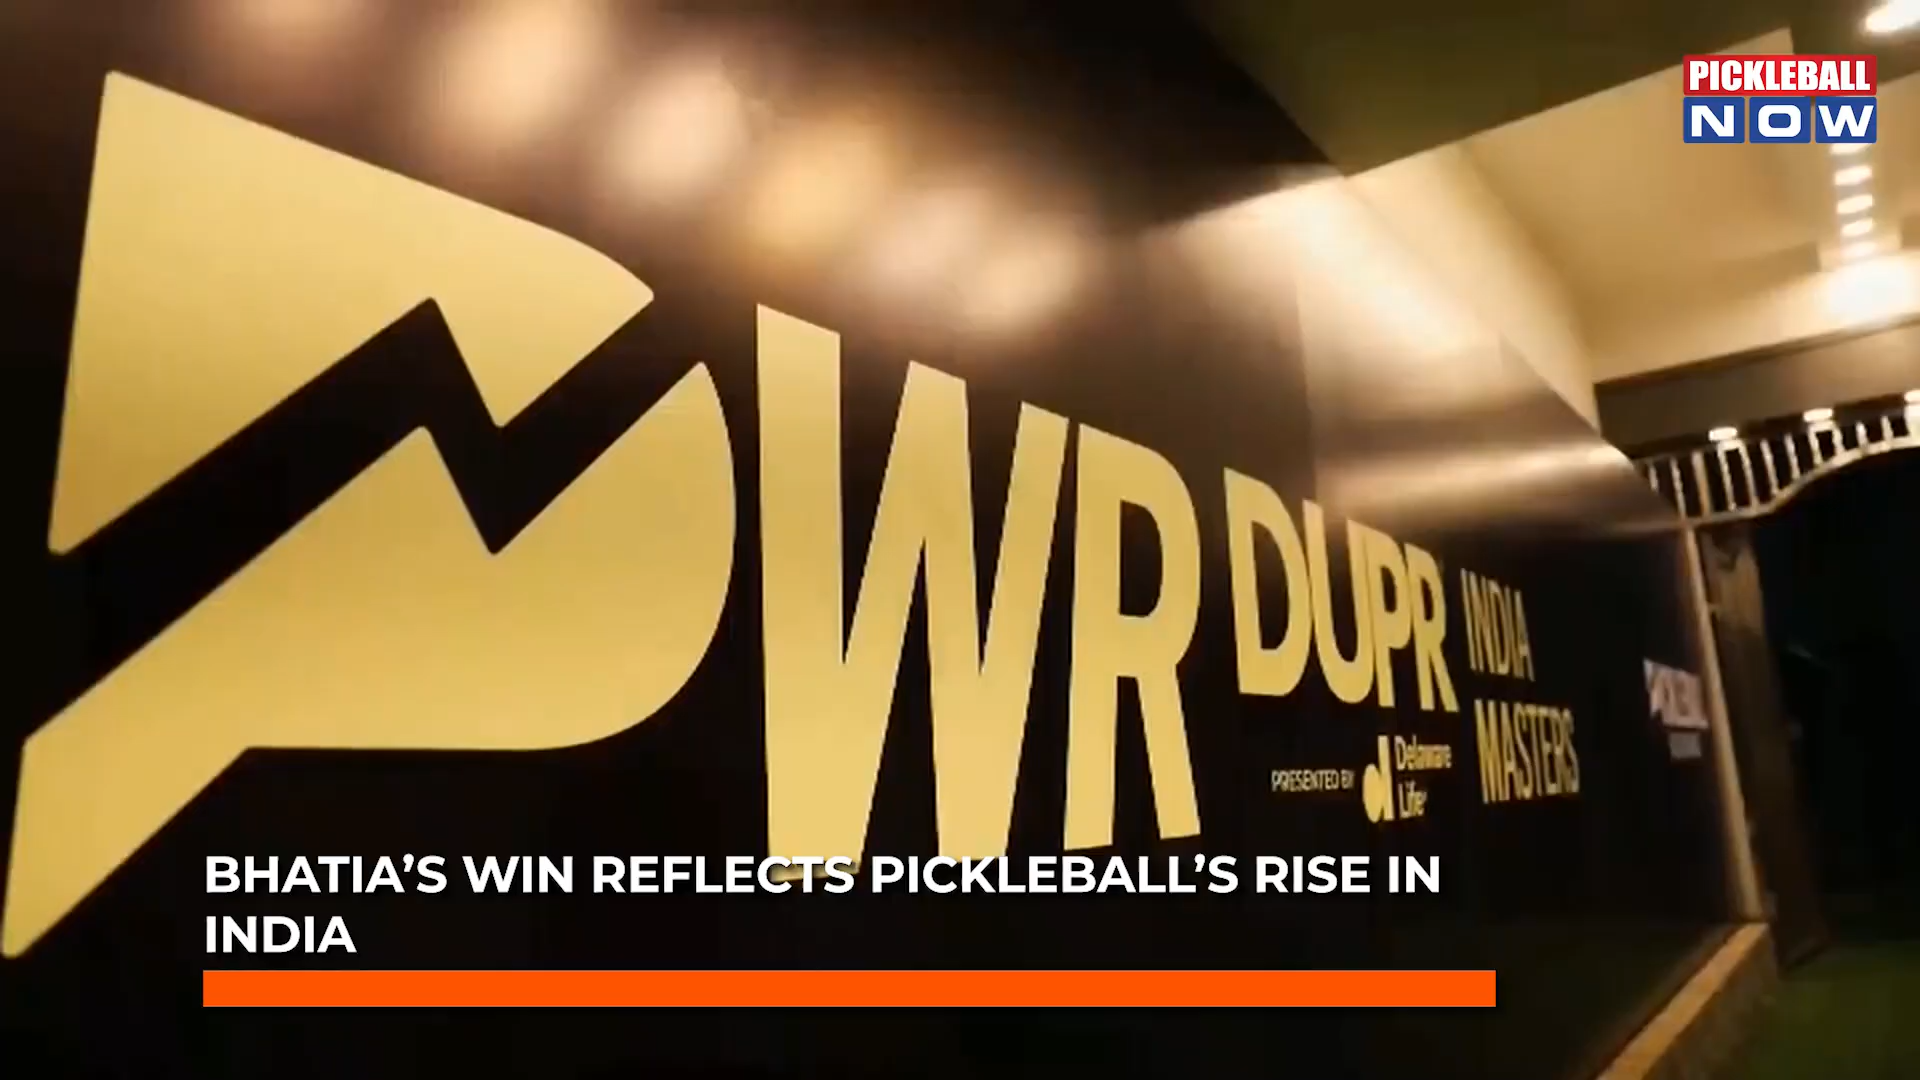 PICKLEBALL
NOW
PWR DUPR INDIA
MASTERS
PRESENTED BY Delaware
Life
BHATIA'S WIN REFLECTS PICKLEBALL'S RISE IN
INDIA